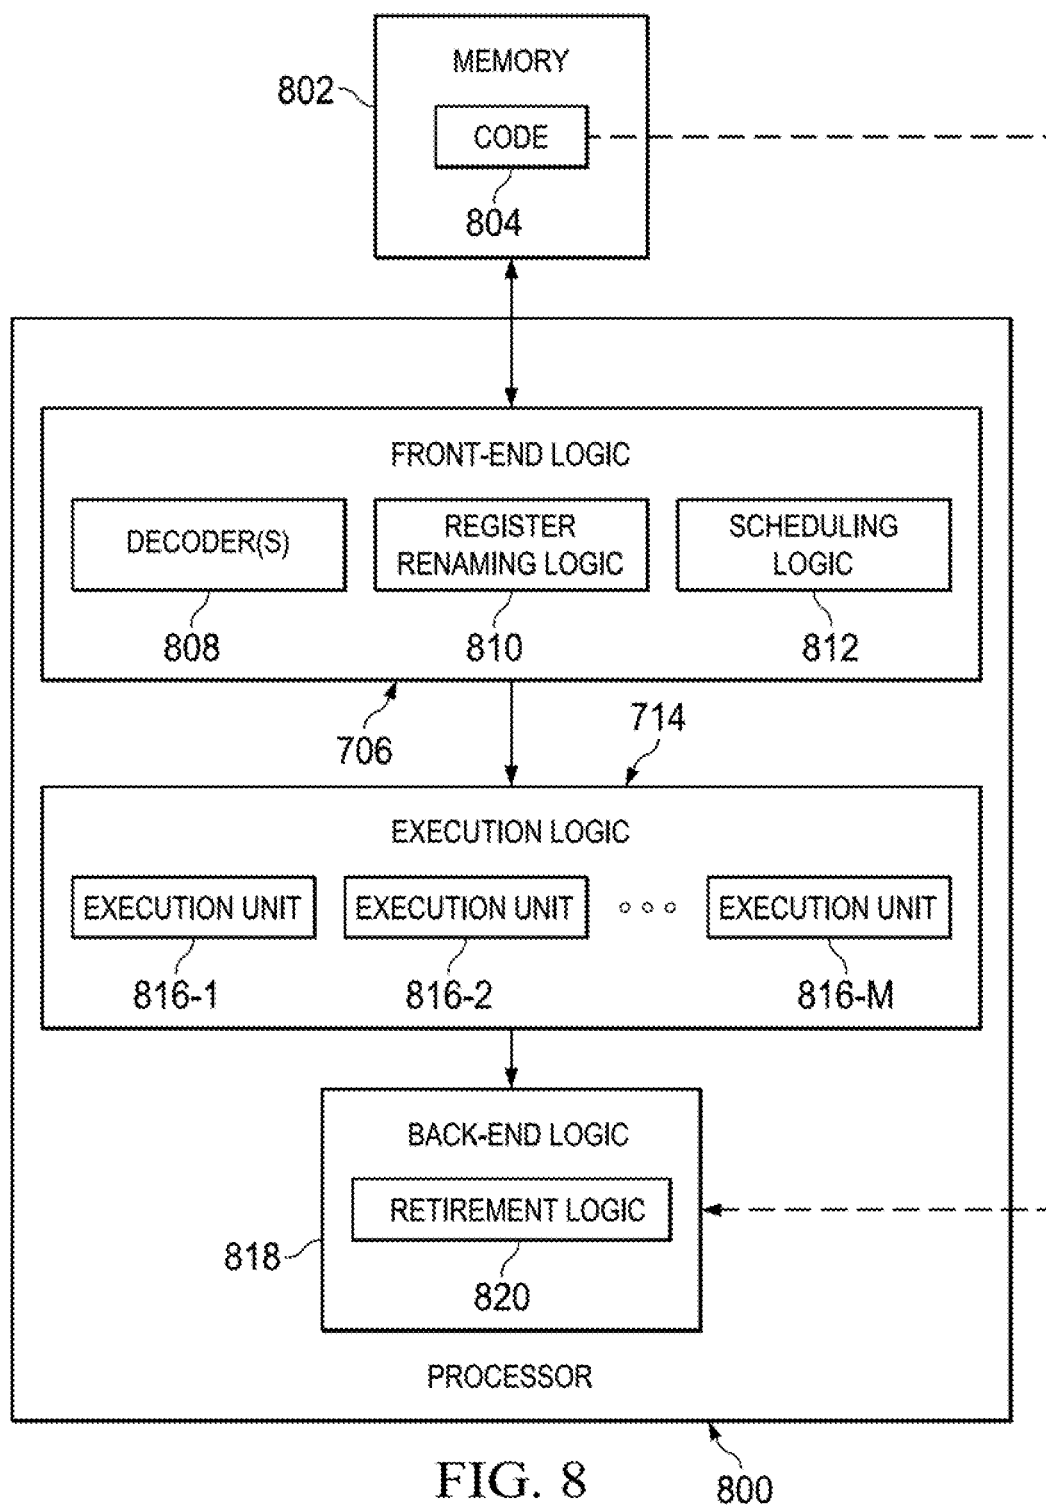 MEMORY
802
CODE
804
FRONT-END LOGIC
DECODER(S)
REGISTER
RENAMING LOGIC
SCHEDULING
LOGIC
808
810
812
706
714
EXECUTION LOGIC
EXECUTION UNIT
EXECUTION UNIT
EXECUTION UNIT
816-1
816-2
816-M
BACK-END LOGIC
RETIREMENT LOGIC
818
820
PROCESSOR
FIG. 8
800